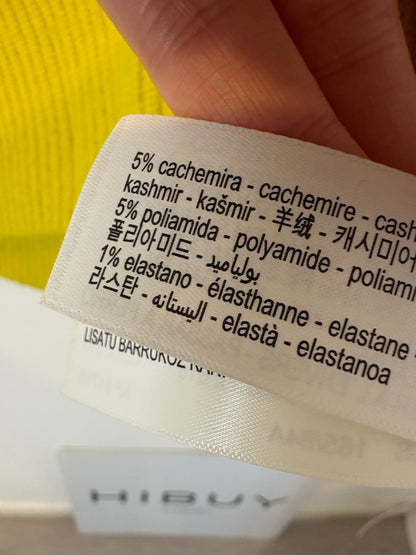 5% cachemira - cachemire - cash
kashmir - kašmir - 羊绒 - 캐시미어
5% poliamida - polyamide - poliami
폴리아미드 - بولياميد
1% elastano - élasthanne - elastane -
라스탄 - اليستانه - elastà - elastanoa
LISATU BARRUKOZ
HIBUY